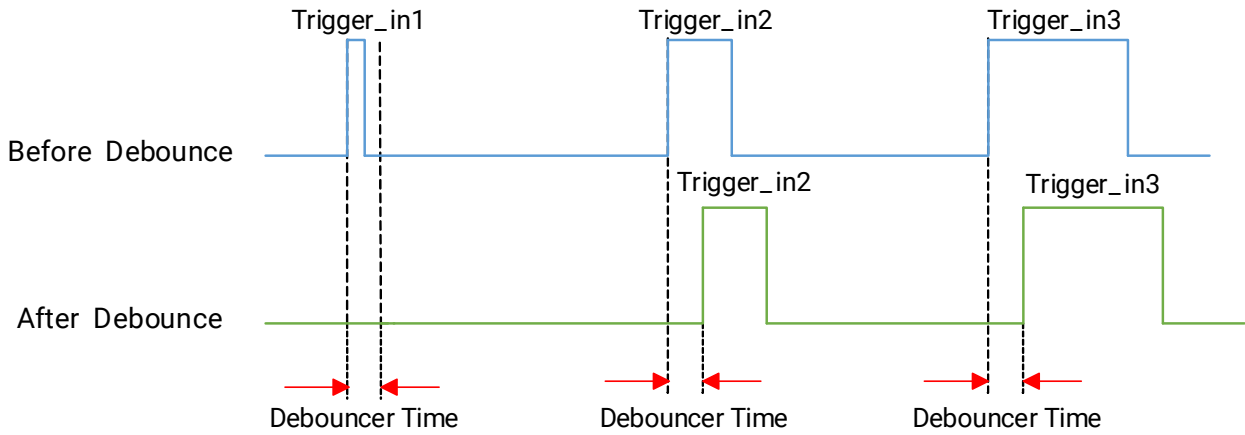 Trigger_in1
Trigger_in2
Trigger_in3
Before Debounce
Trigger_in2
Trigger_in3
After Debounce
Debouncer Time
Debouncer Time
Debouncer Time